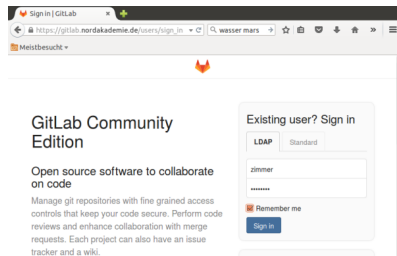 Sign in | GitLab
https://gitlab.nordakademie.de/users/sign_in
wasser mars
Meistbesucht
GitLab Community
Edition
Open source software to collaborate
on code
Manage git repositories with fine grained access
controls that keep your code secure. Perform code
reviews and enhance collaboration with merge
requests. Each project can also have an issue
tracker and a wiki.
Existing user? Sign in
LDAP Standard
zimmer
••••••••
Remember me
Sign in